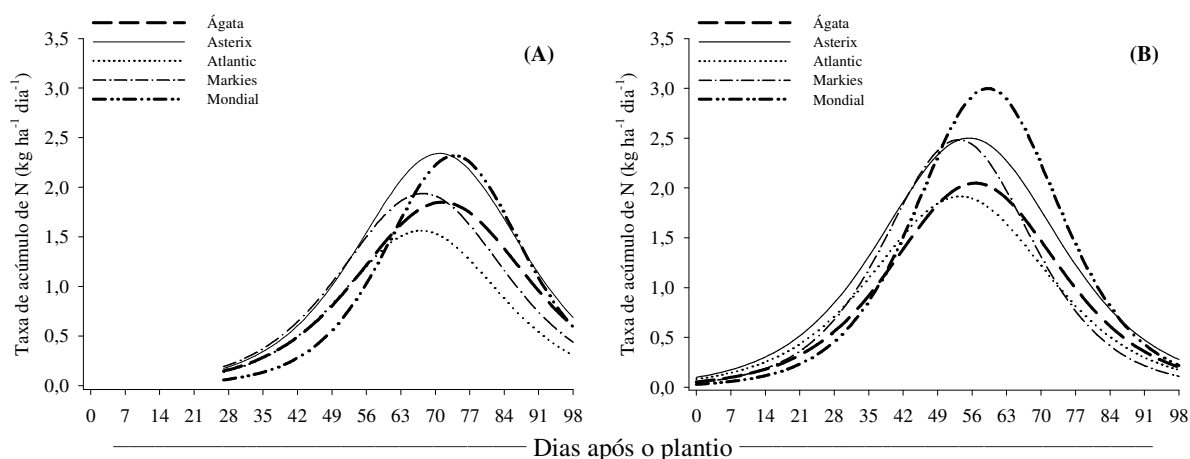 Ágata
Asterix
Atlantic
Markies
Mondial
(A)
Taxa de acúmulo de N (kg ha⁻¹ dia⁻¹)
3,5
3,0
2,5
2,0
1,5
1,0
0,5
0,0
0 7 14 21 28 35 42 49 56 63 70 77 84 91 98
Ágata
Asterix
Atlantic
Markies
Mondial
(B)
Taxa de acúmulo de N (kg ha⁻¹ dia⁻¹)
3,5
3,0
2,5
2,0
1,5
1,0
0,5
0,0
0 7 14 21 28 35 42 49 56 63 70 77 84 91 98
Dias após o plantio